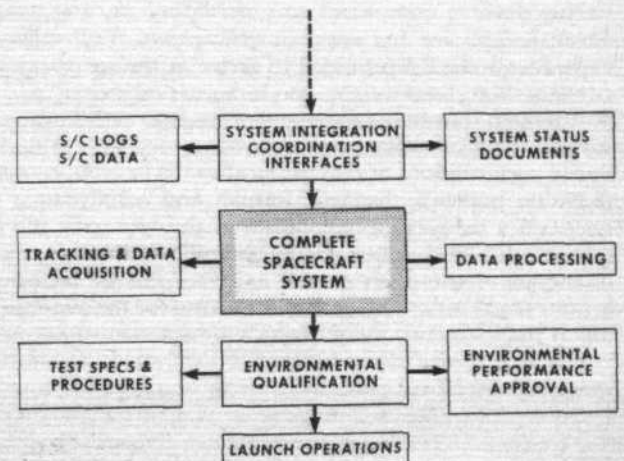 S/C LOGS
S/C DATA
SYSTEM INTEGRATION
COORDINATION
INTERFACES
SYSTEM STATUS
DOCUMENTS
TRACKING & DATA
ACQUISITION
COMPLETE
SPACECRAFT
SYSTEM
DATA PROCESSING
TEST SPECS &
PROCEDURES
ENVIRONMENTAL
QUALIFICATION
ENVIRONMENTAL
PERFORMANCE
APPROVAL
LAUNCH OPERATIONS